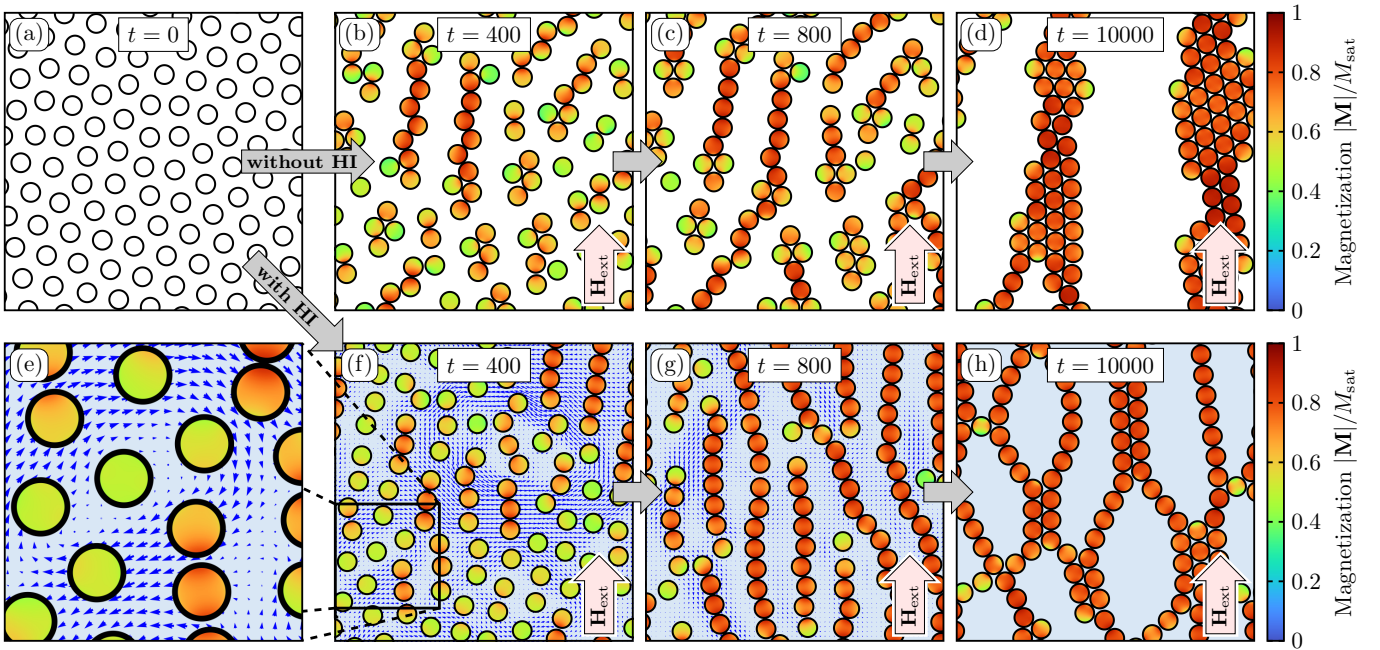 (a) t = 0
(b) t = 400
(c) t = 800
(d) t = 10000
without HI
with HI
H_ext
H_ext
H_ext
1
0.8
0.6
0.4
0.2
0
Magnetization |M|/M_sat
(e)
(f) t = 400
(g) t = 800
(h) t = 10000
H_ext
H_ext
H_ext
1
0.8
0.6
0.4
0.2
0
Magnetization |M|/M_sat